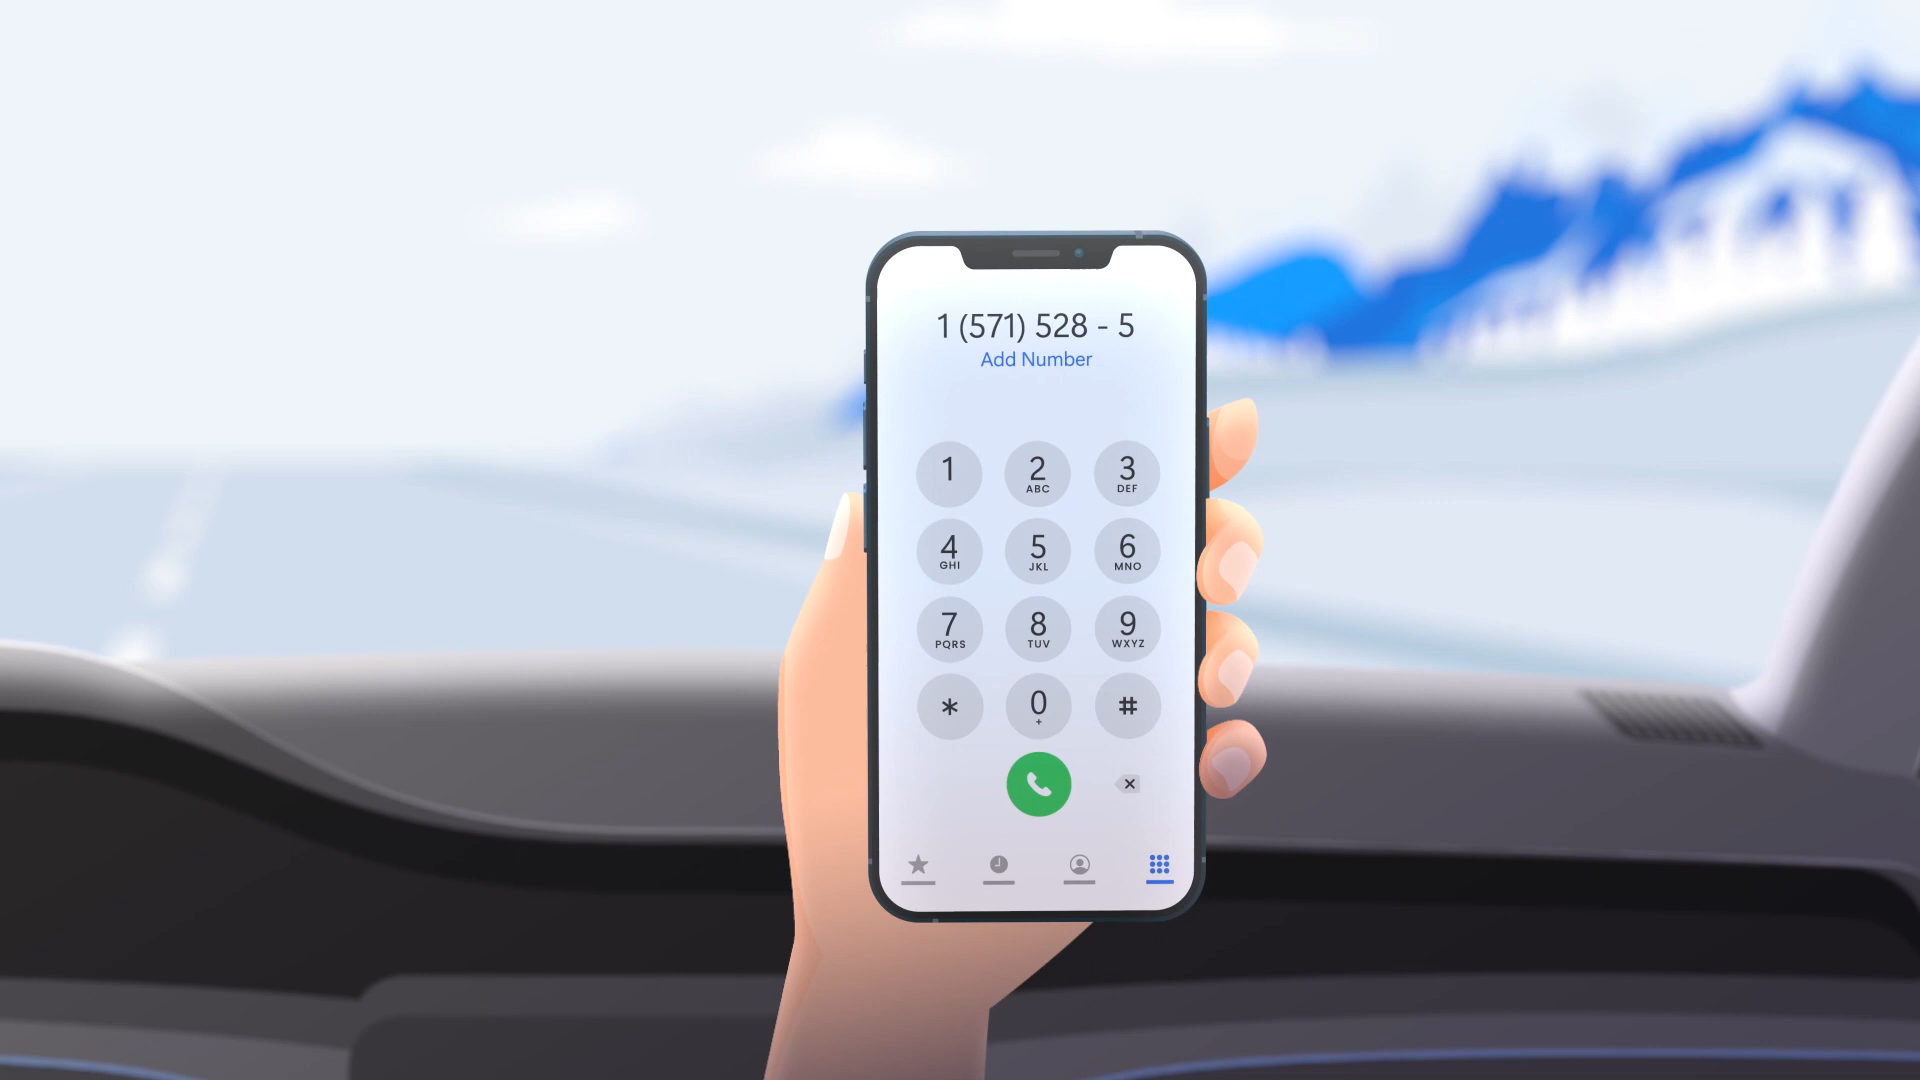 1 (571) 528 - 5
Add Number
1
2
ABC
3
DEF
4
GHI
5
JKL
6
MNO
7
PQRS
8
TUV
9
WXYZ
*
0
+
#